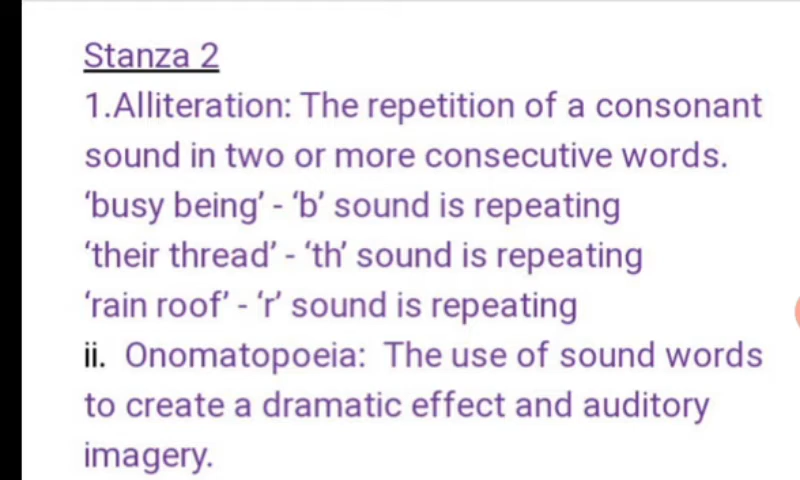 Stanza 2
1.Alliteration: The repetition of a consonant
sound in two or more consecutive words.
‘busy being’ - ‘b’ sound is repeating
‘their thread’ - ‘th’ sound is repeating
‘rain roof’ - ‘r’ sound is repeating
ii. Onomatopoeia: The use of sound words
to create a dramatic effect and auditory
imagery.